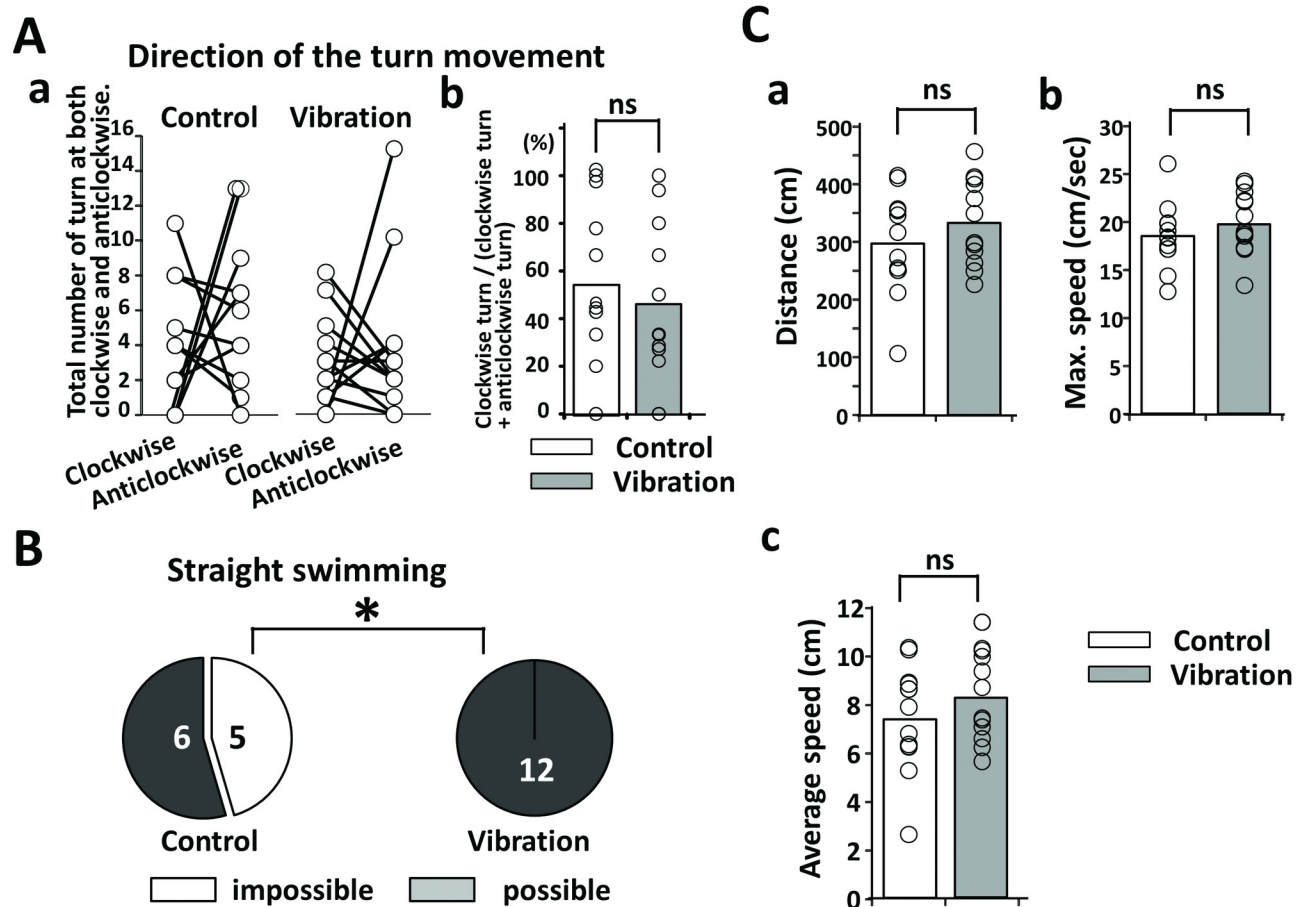 A
Direction of the turn movement
a
Total number of turn at both
clockwise and anticlockwise.
Control
Vibration
16
14
12
10
8
6
4
2
0
Clockwise
Anticlockwise
Clockwise
Anticlockwise
b
ns
(%)
Clockwise turn / (clockwise turn
+ anticlockwise turn)
100
80
60
40
20
0
Control
Vibration
B
Straight swimming
*
6
5
12
Control
Vibration
impossible
possible
C
a
ns
Distance (cm)
500
400
300
200
100
0
b
ns
Max. speed (cm/sec)
30
25
20
15
10
5
0
c
ns
Average speed (cm)
12
10
8
6
4
2
0
Control
Vibration